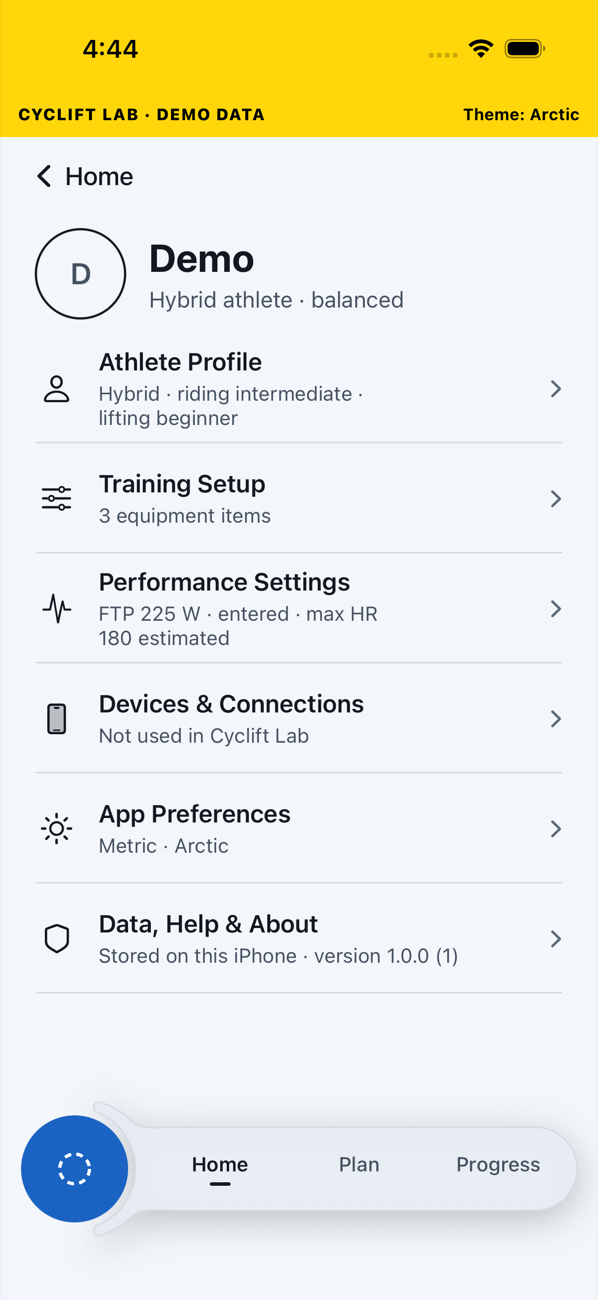 4:44
CYCLIFT LAB · DEMO DATA
Theme: Arctic
Home
D
Demo
Hybrid athlete · balanced
Athlete Profile
Hybrid · riding intermediate ·
lifting beginner
Training Setup
3 equipment items
Performance Settings
FTP 225 W · entered · max HR
180 estimated
Devices & Connections
Not used in Cyclift Lab
App Preferences
Metric · Arctic
Data, Help & About
Stored on this iPhone · version 1.0.0 (1)
Home
Plan
Progress